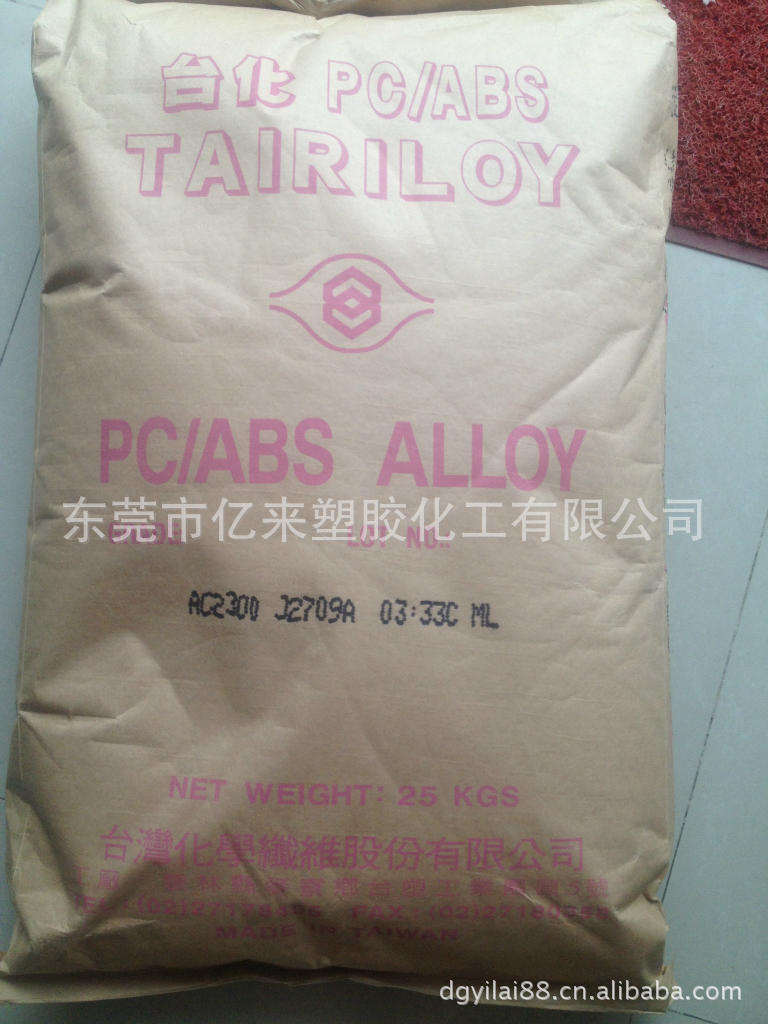 台化 PC/ABS
TAIRILOY
PC/ABS ALLOY
东莞市亿来塑胶化工有限公司
LOT NO.:
AC2300 J2709A 03:33C ML
NET WEIGHT: 25 KGS
台灣化學纖維股份有限公司
MADE IN TAIWAN
dgyilai88.cn.alibaba.com